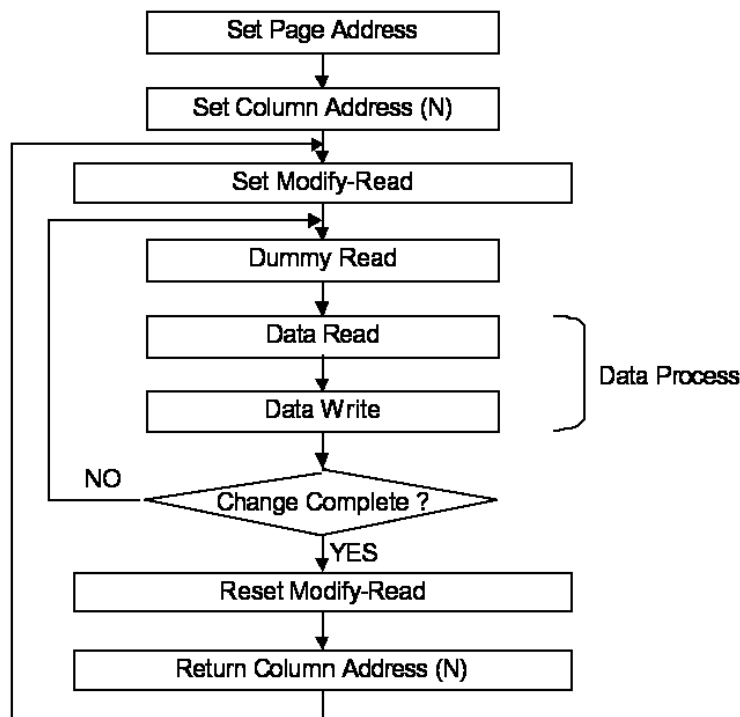 Set Page Address
Set Column Address (N)
Set Modify-Read
Dummy Read
Data Read
Data Process
Data Write
NO
Change Complete ?
YES
Reset Modify-Read
Return Column Address (N)